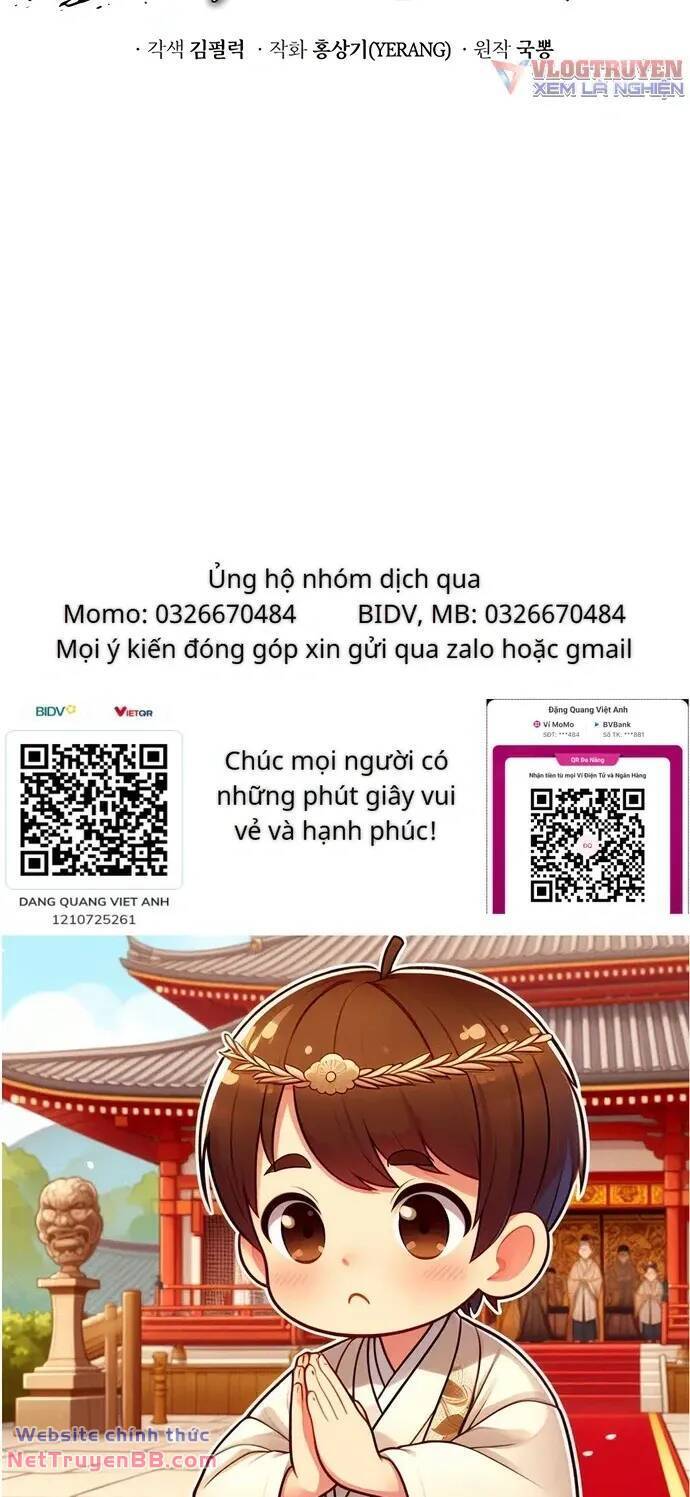 · 각색 김펄럭 · 작화 홍상기(YERANG) · 원작 국뽕
VLOGTRUYEN
XEM LÀ NGHIỆN
Ủng hộ nhóm dịch qua
Momo: 0326670484 BIDV, MB: 0326670484
Mọi ý kiến đóng góp xin gửi qua zalo hoặc gmail
BIDV VIETQR
DANG QUANG VIET ANH
1210725261
Chúc mọi người có
những phút giây vui
vẻ và hạnh phúc!
Đặng Quang Việt Anh
Ví MoMo BVBank
SĐT: ***484 Số TK: ***881
QR Đa Năng
Nhận tiền từ mọi Ví Điện Tử và Ngân Hàng
ĐQ
Website chính thức
NetTruyenBB.com